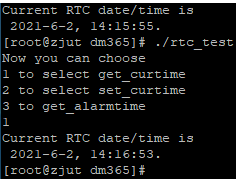 Current RTC date/time is
2021-6-2, 14:15:55.
[root@zjut dm365]# ./rtc_test
Now you can choose
1 to select get_curtime
2 to select set_curtime
3 to get_alarmtime
1
Current RTC date/time is
2021-6-2, 14:16:53.
[root@zjut dm365]#